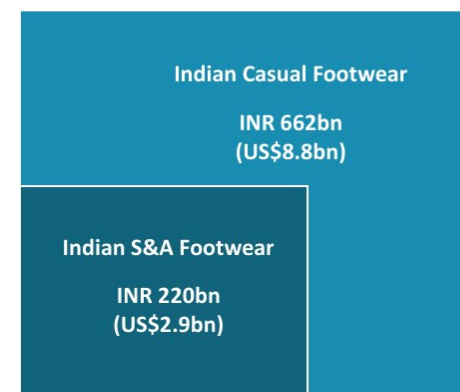 Indian Casual Footwear
INR 662bn
(US$8.8bn)
Indian S&A Footwear
INR 220bn
(US$2.9bn)